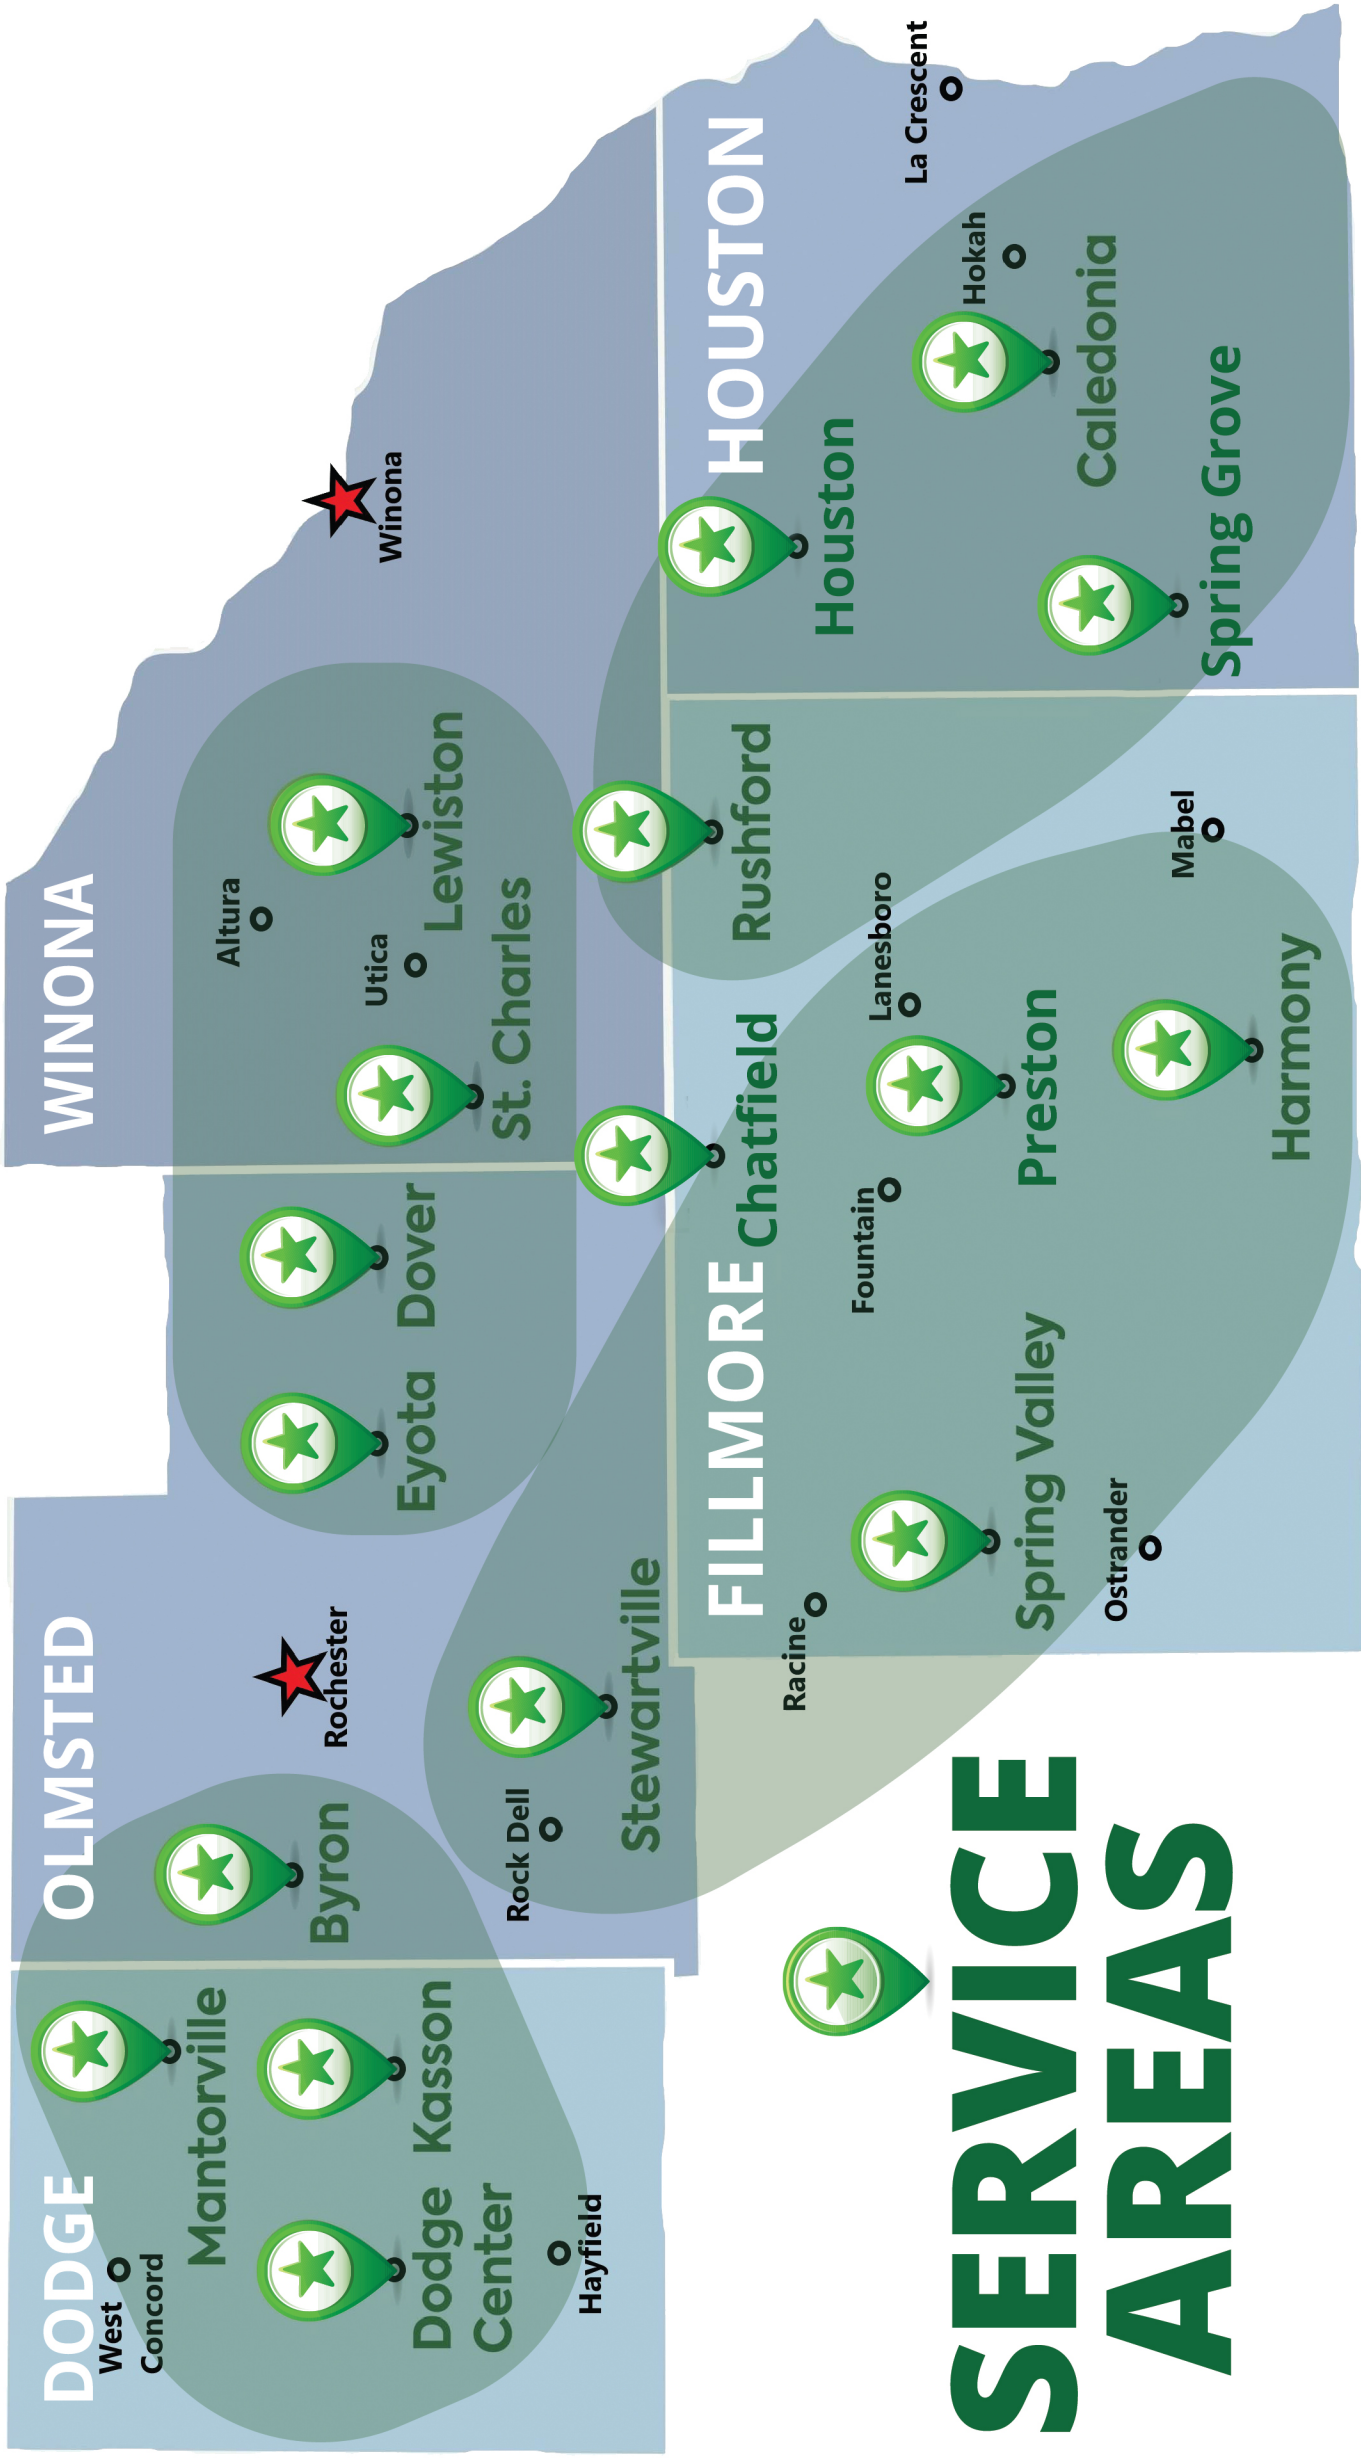 DODGE
OLMSTED
WINONA
West
Concord
Mantorville
Byron
Rochester
Altura
Winona
Dodge
Center
Kasson
Eyota
Dover
Utica
Lewiston
St. Charles
Hayfield
Rock Dell
Stewartville
FILLMORE
Chatfield
Rushford
HOUSTON
Houston
Racine
Fountain
Lanesboro
La Crescent
Hokah
Spring Valley
Preston
Caledonia
Ostrander
Mabel
Spring Grove
Harmony
SERVICE
AREAS